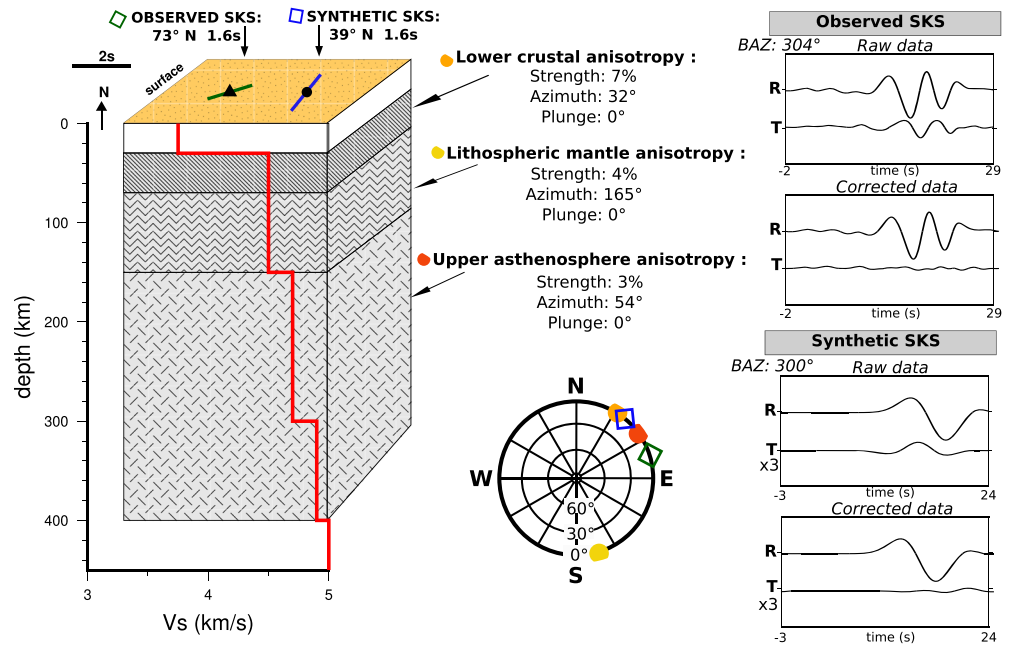 OBSERVED SKS:
73° N 1.6s
SYNTHETIC SKS:
39° N 1.6s
2s
surface
N
0
100
200
300
400
depth (km)
3
4
5
Vs (km/s)
Lower crustal anisotropy :
Strength: 7%
Azimuth: 32°
Plunge: 0°
Lithospheric mantle anisotropy :
Strength: 4%
Azimuth: 165°
Plunge: 0°
Upper asthenosphere anisotropy :
Strength: 3%
Azimuth: 54°
Plunge: 0°
N
W
E
60°
30°
0°
S
Observed SKS
BAZ: 304°
Raw data
R
T
-2
time (s)
29
Corrected data
R
T
-2
time (s)
29
Synthetic SKS
BAZ: 300°
Raw data
R
T
x3
-3
time (s)
24
Corrected data
R
T
x3
-3
time (s)
24